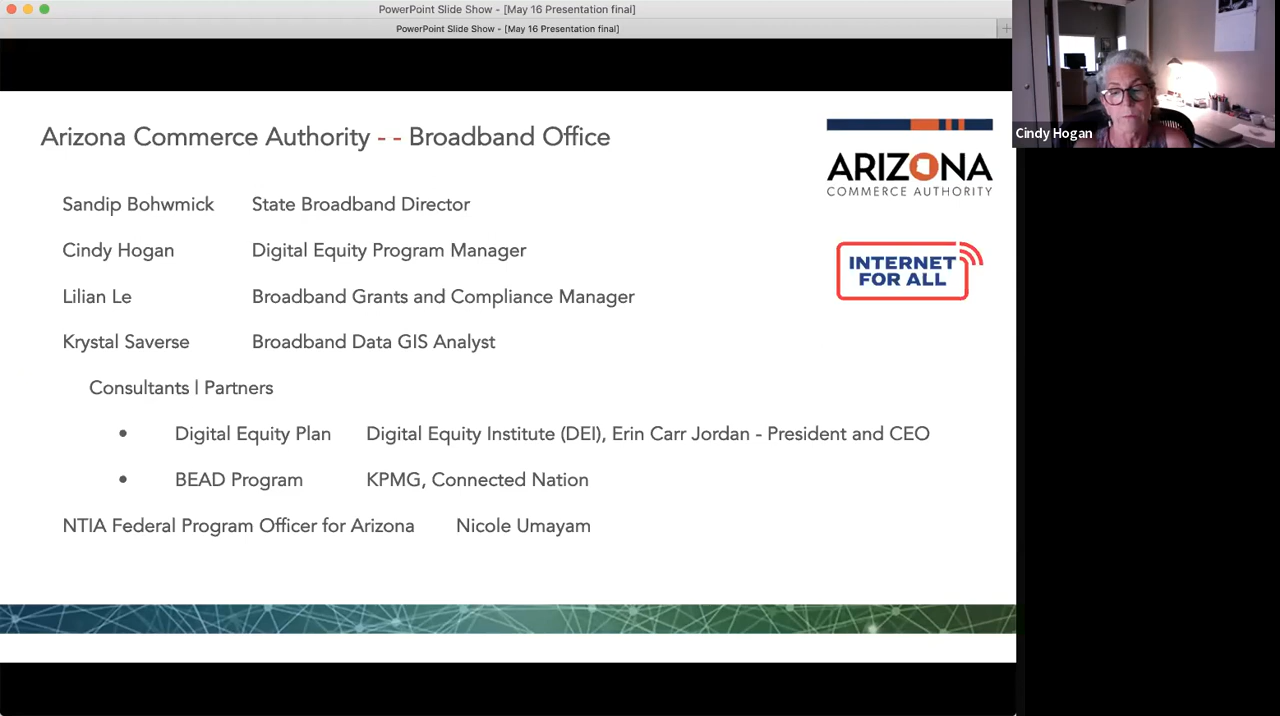 PowerPoint Slide Show - [May 16 Presentation final]
PowerPoint Slide Show - [May 16 Presentation final]
Arizona Commerce Authority - - Broadband Office
ARIZONA
COMMERCE AUTHORITY
Cindy Hogan
Sandip Bohwmick State Broadband Director
Cindy Hogan Digital Equity Program Manager
INTERNET
FOR ALL
Lilian Le Broadband Grants and Compliance Manager
Krystal Saverse Broadband Data GIS Analyst
Consultants | Partners
• Digital Equity Plan Digital Equity Institute (DEI), Erin Carr Jordan - President and CEO
• BEAD Program KPMG, Connected Nation
NTIA Federal Program Officer for Arizona Nicole Umayam